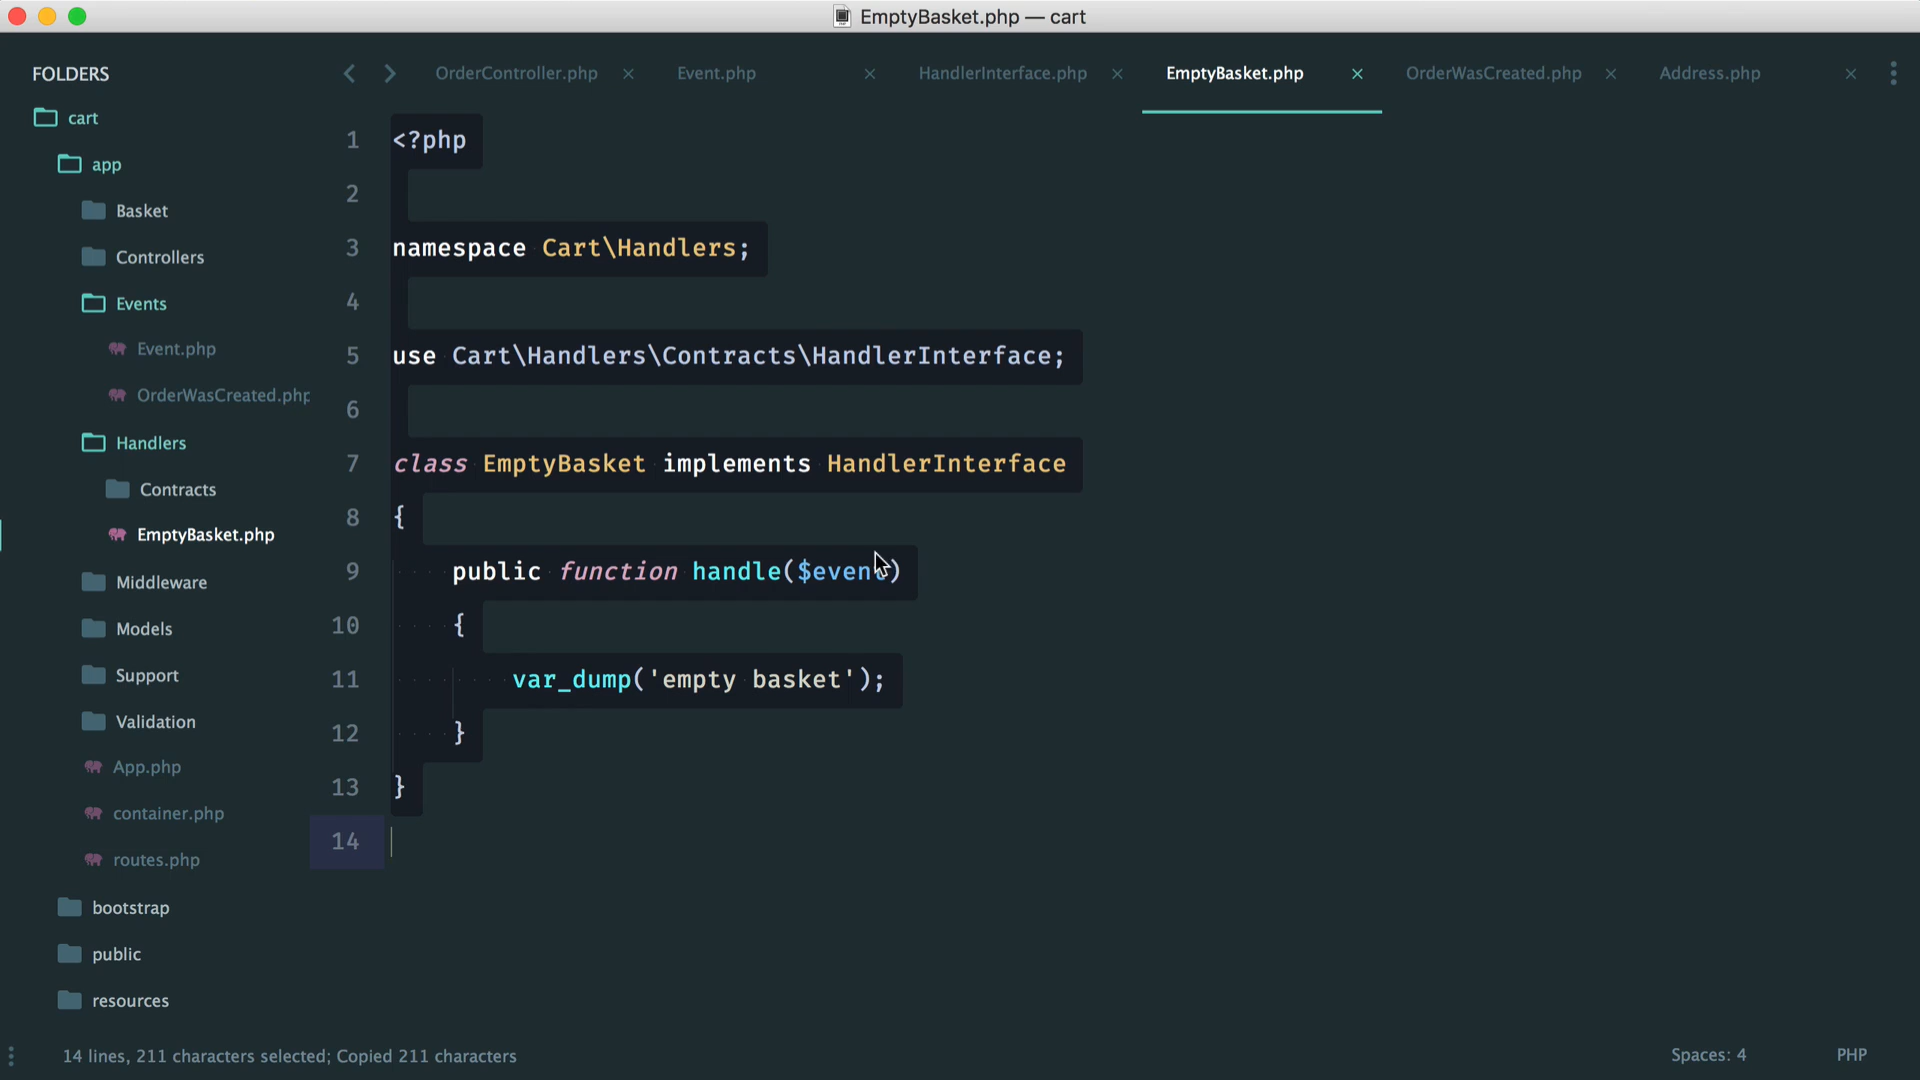 EmptyBasket.php — cart
FOLDERS
cart
app
Basket
Controllers
Events
Event.php
OrderWasCreated.php
Handlers
Contracts
EmptyBasket.php
Middleware
Models
Support
Validation
App.php
container.php
routes.php
bootstrap
public
resources
OrderController.php
Event.php
HandlerInterface.php
EmptyBasket.php
OrderWasCreated.php
Address.php
1 <?php
2
3 namespace Cart\Handlers;
4
5 use Cart\Handlers\Contracts\HandlerInterface;
6
7 class EmptyBasket implements HandlerInterface
8 {
9 public function handle($event)
10 {
11 var_dump('empty basket');
12 }
13 }
14
14 lines, 211 characters selected; Copied 211 characters
Spaces: 4
PHP